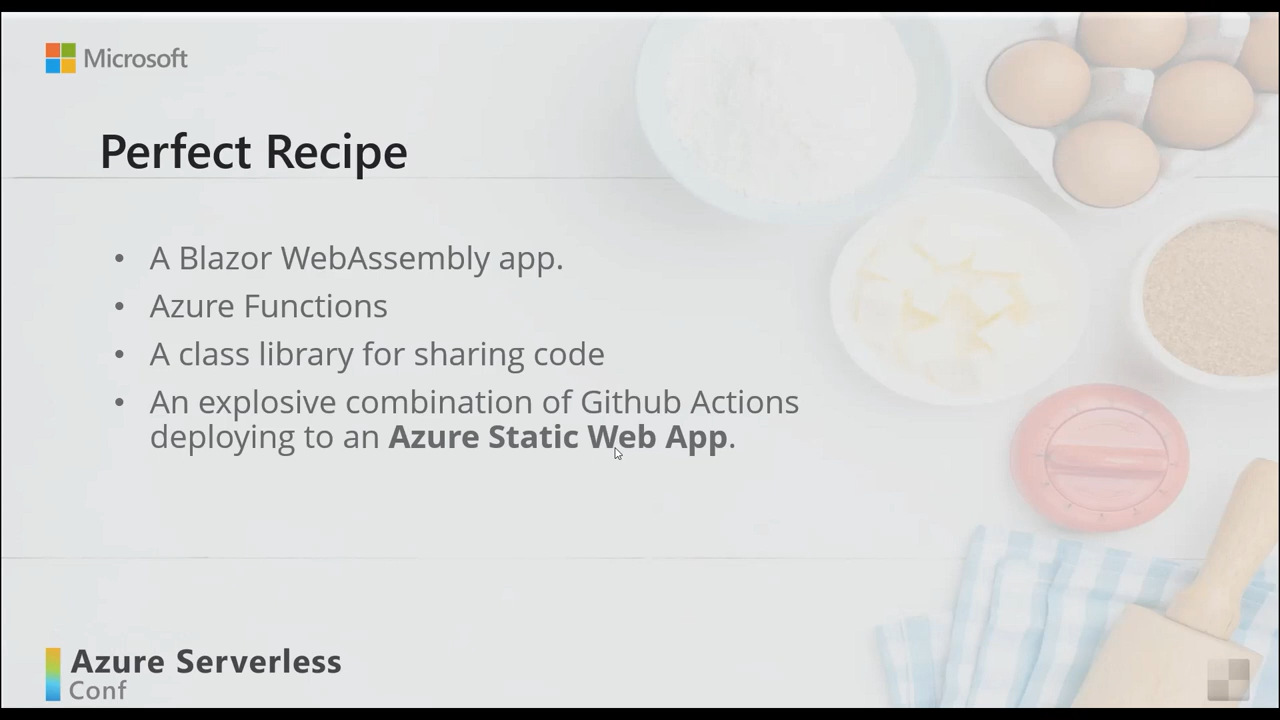 Microsoft
Perfect Recipe
• A Blazor WebAssembly app.
• Azure Functions
• A class library for sharing code
• An explosive combination of Github Actions
deploying to an Azure Static Web App.
Azure Serverless
Conf